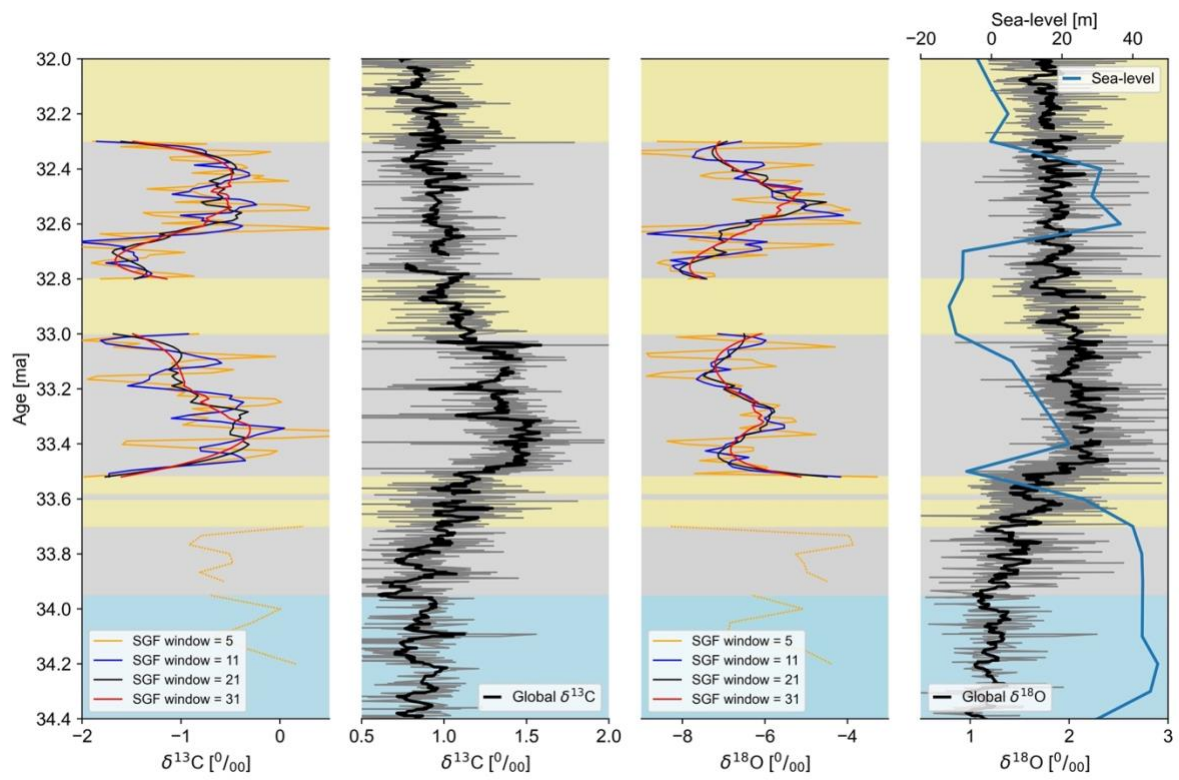 Sea-level [m]
−20 0 20 40
32.0
32.2
32.4
32.6
32.8
33.0
33.2
33.4
33.6
33.8
34.0
34.2
34.4
Age [ma]
Sea-level
SGF window = 5
SGF window = 11
SGF window = 21
SGF window = 31
Global δ¹³C
SGF window = 5
SGF window = 11
SGF window = 21
SGF window = 31
Global δ¹⁸O
−2 −1 0
0.5 1.0 1.5 2.0
−8 −6 −4
1 2 3
δ¹³C [⁰/₀₀]
δ¹³C [⁰/₀₀]
δ¹⁸O [⁰/₀₀]
δ¹⁸O [⁰/₀₀]